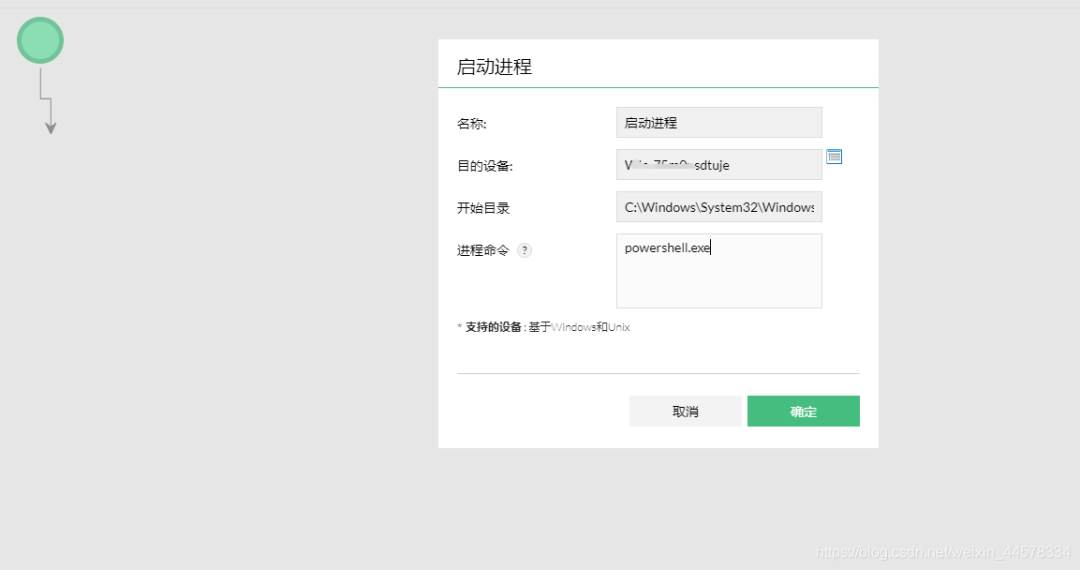 启动进程
名称: 启动进程
目的设备: sdtuje
开始目录 C:\Windows\System32\Windows
进程命令 ? powershell.exe
* 支持的设备 : 基于Windows和Unix
取消 确定
https://blog.csdn.net/weixin_44578334